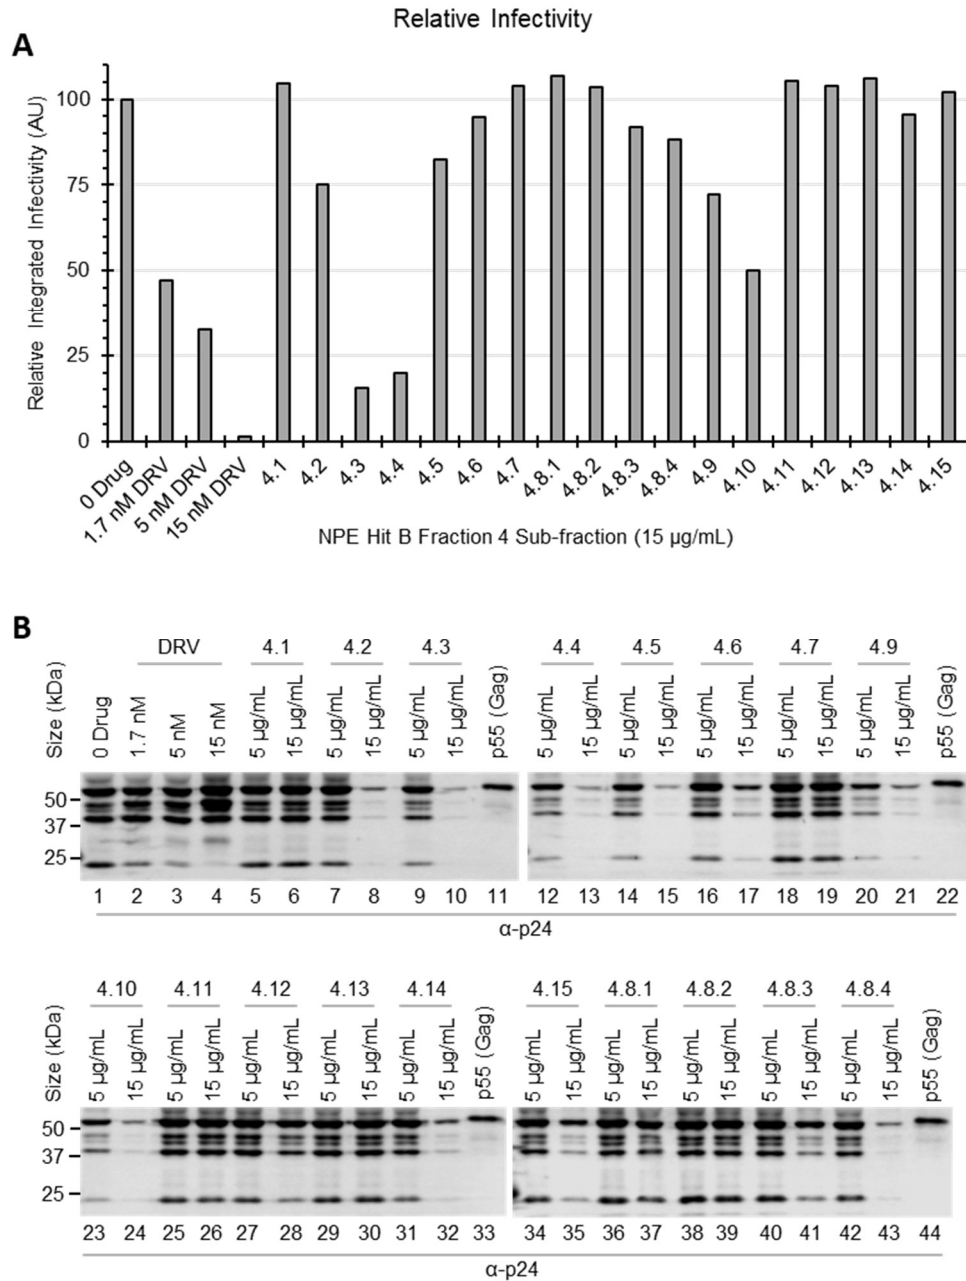 Relative Infectivity
A
Relative Integrated Infectivity (AU)
100
75
50
25
0
0 Drug
1.7 nM DRV
5 nM DRV
15 nM DRV
4.1
4.2
4.3
4.4
4.5
4.6
4.7
4.8.1
4.8.2
4.8.3
4.8.4
4.9
4.10
4.11
4.12
4.13
4.14
4.15
NPE Hit B Fraction 4 Sub-fraction (15 µg/mL)
B
DRV 4.1 4.2 4.3 4.4 4.5 4.6 4.7 4.9
Size (kDa)
0 Drug
1.7 nM
5 nM
15 nM
5 µg/mL
15 µg/mL
5 µg/mL
15 µg/mL
5 µg/mL
15 µg/mL
p55 (Gag)
5 µg/mL
15 µg/mL
5 µg/mL
15 µg/mL
5 µg/mL
15 µg/mL
5 µg/mL
15 µg/mL
5 µg/mL
15 µg/mL
p55 (Gag)
50
37
25
1 2 3 4 5 6 7 8 9 10 11 12 13 14 15 16 17 18 19 20 21 22
α-p24
4.10 4.11 4.12 4.13 4.14 4.15 4.8.1 4.8.2 4.8.3 4.8.4
Size (kDa)
5 µg/mL
15 µg/mL
5 µg/mL
15 µg/mL
5 µg/mL
15 µg/mL
5 µg/mL
15 µg/mL
5 µg/mL
15 µg/mL
p55 (Gag)
5 µg/mL
15 µg/mL
5 µg/mL
15 µg/mL
5 µg/mL
15 µg/mL
5 µg/mL
15 µg/mL
5 µg/mL
15 µg/mL
p55 (Gag)
50
37
25
23 24 25 26 27 28 29 30 31 32 33 34 35 36 37 38 39 40 41 42 43 44
α-p24